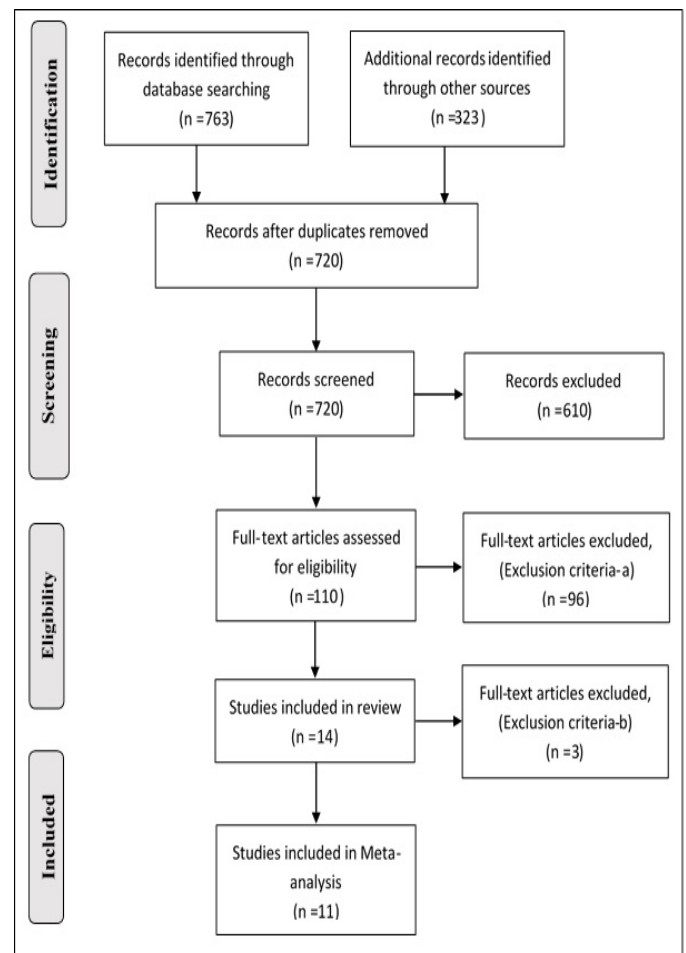 Identification
Records identified through
database searching
(n =763)
Additional records identified
through other sources
(n =323)
Records after duplicates removed
(n =720)
Screening
Records screened
(n =720)
Records excluded
(n =610)
Eligibility
Full-text articles assessed
for eligibility
(n =110)
Full-text articles excluded,
(Exclusion criteria-a)
(n =96)
Studies included in review
(n =14)
Full-text articles excluded,
(Exclusion criteria-b)
(n =3)
Included
Studies included in Meta-
analysis
(n =11)